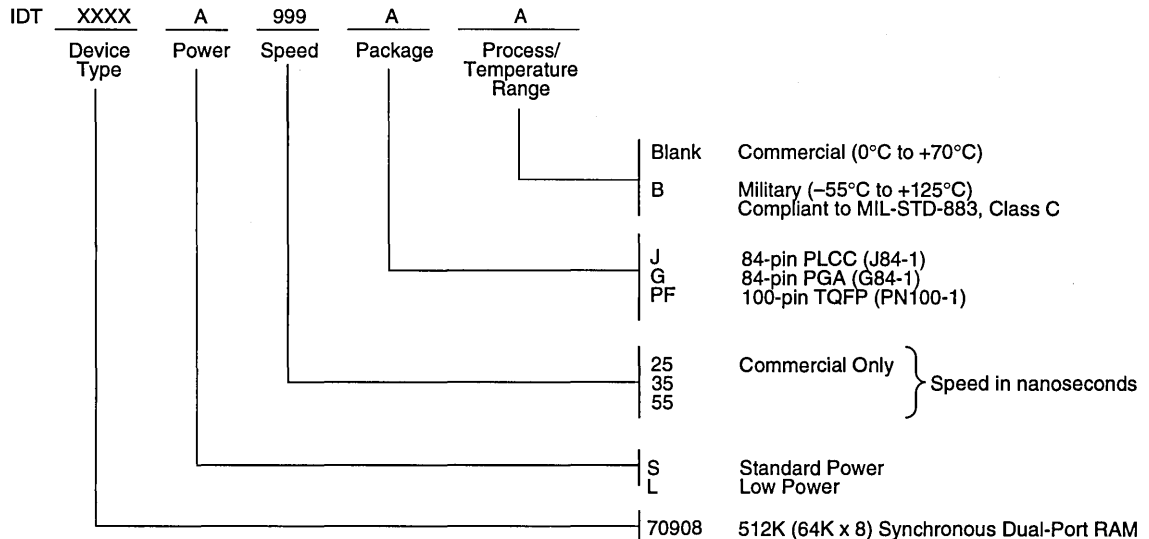 IDT XXXX A 999 A A
Device Type Power Speed Package Process/ Temperature Range
Blank Commercial (0°C to +70°C)
B Military (–55°C to +125°C)
Compliant to MIL-STD-883, Class C
J 84-pin PLCC (J84-1)
G 84-pin PGA (G84-1)
PF 100-pin TQFP (PN100-1)
25 Commercial Only
35 Speed in nanoseconds
55
S Standard Power
L Low Power
70908 512K (64K x 8) Synchronous Dual-Port RAM